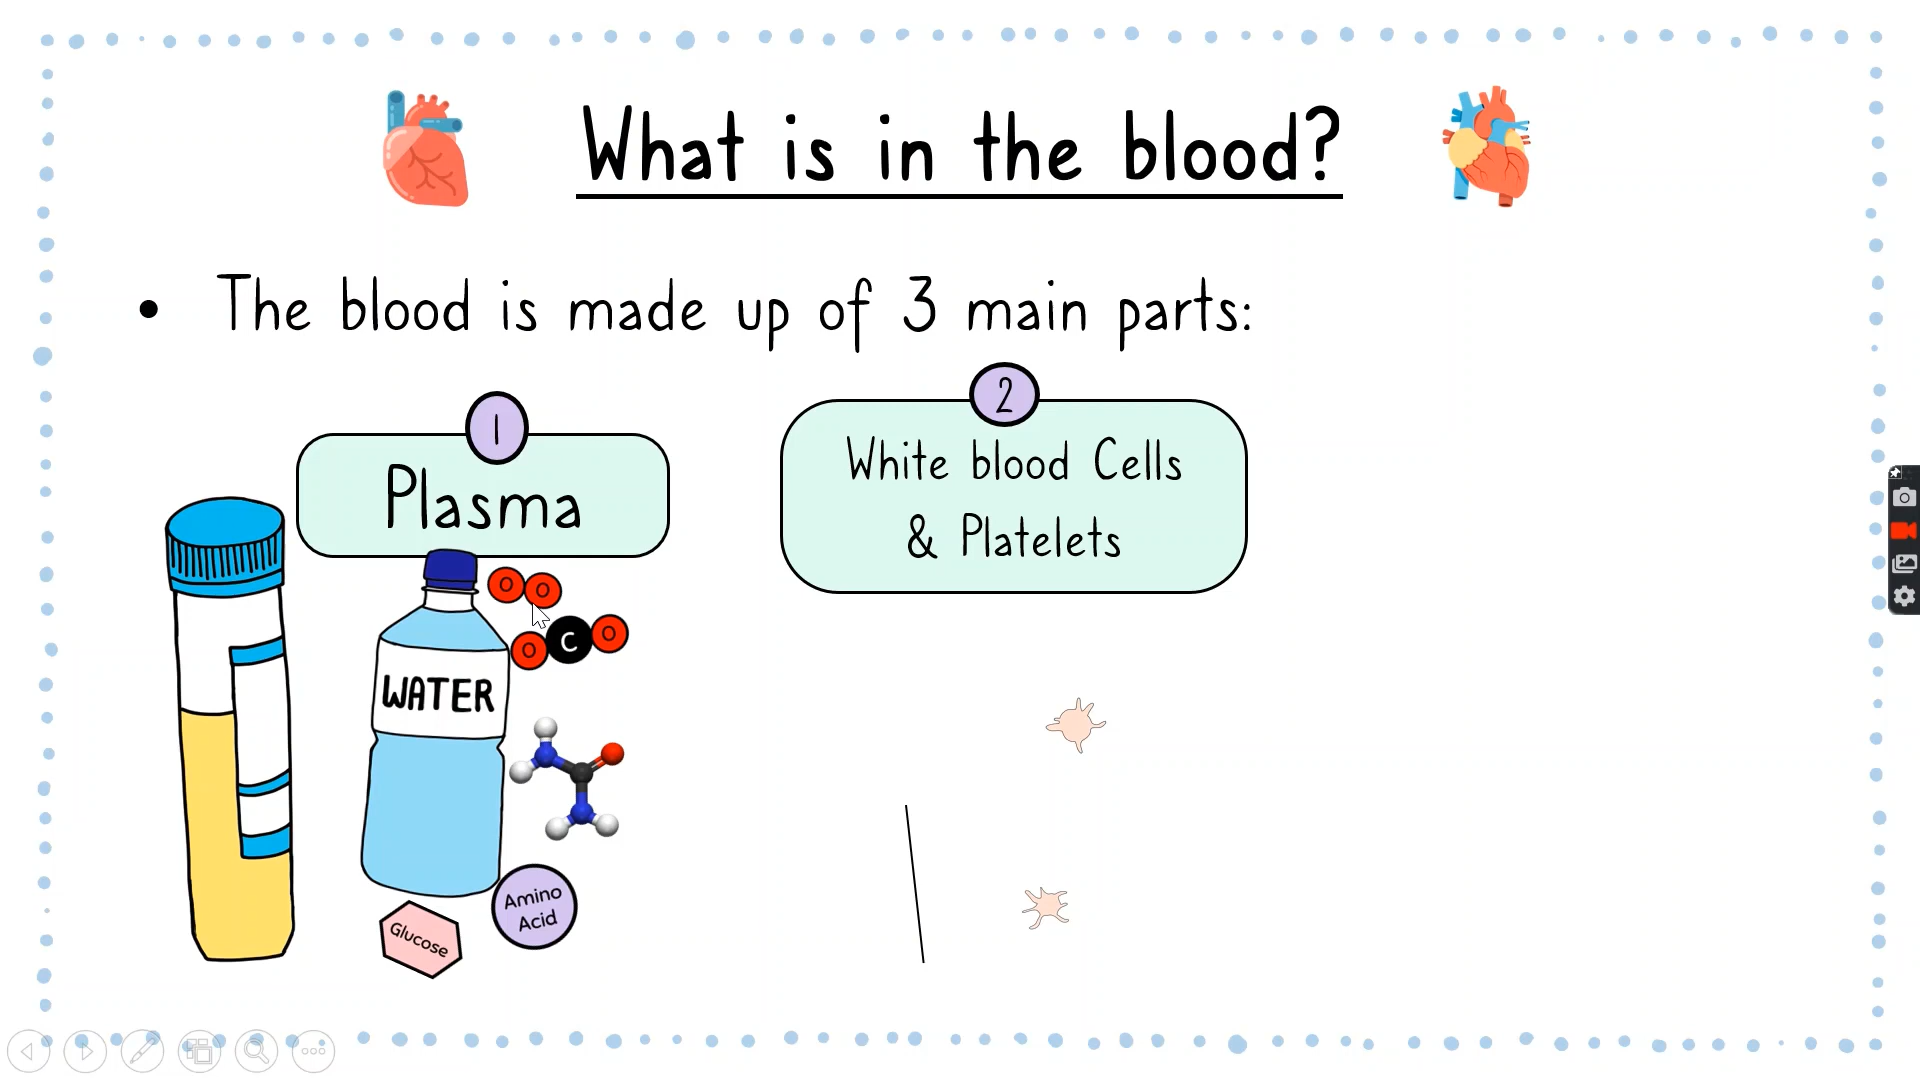 What is in the blood?
• The blood is made up of 3 main parts:
1
Plasma
2
White blood Cells
& Platelets
O O
O C O
WATER
Amino
Acid
Glucose